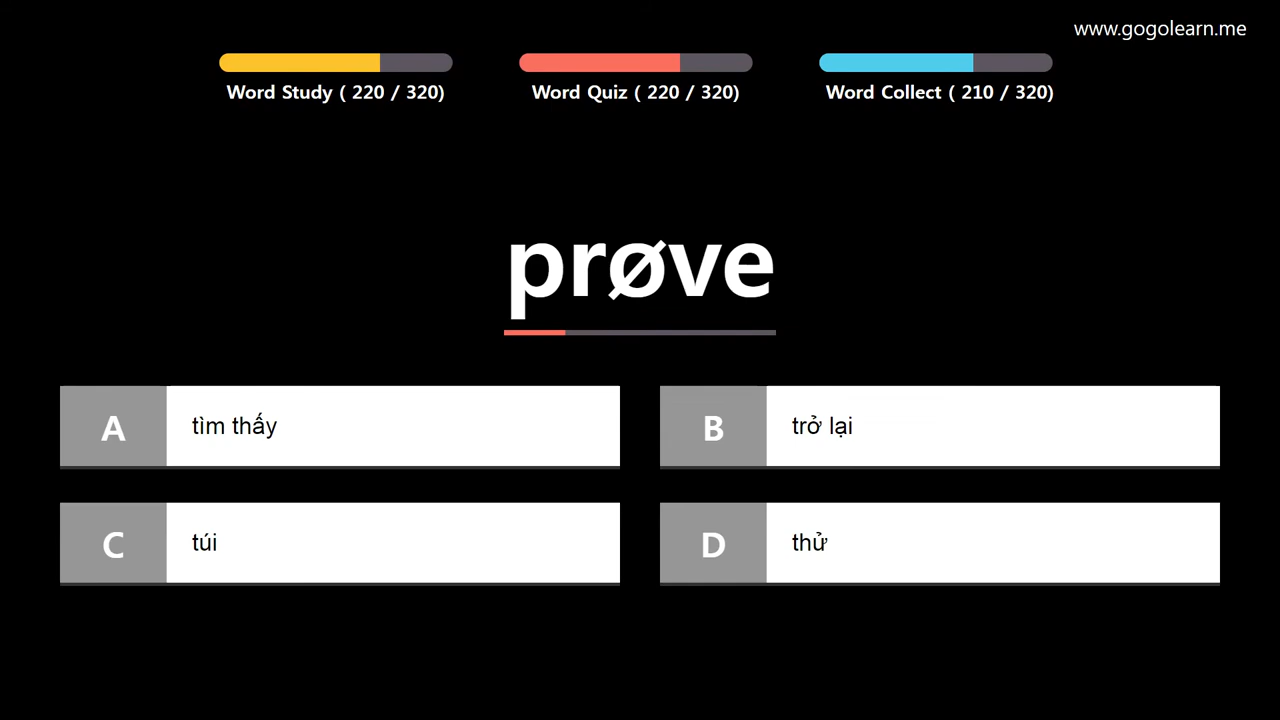 www.gogolearn.me
Word Study ( 220 / 320)
Word Quiz ( 220 / 320)
Word Collect ( 210 / 320)
prøve
A tìm thấy
B trở lại
C túi
D thử